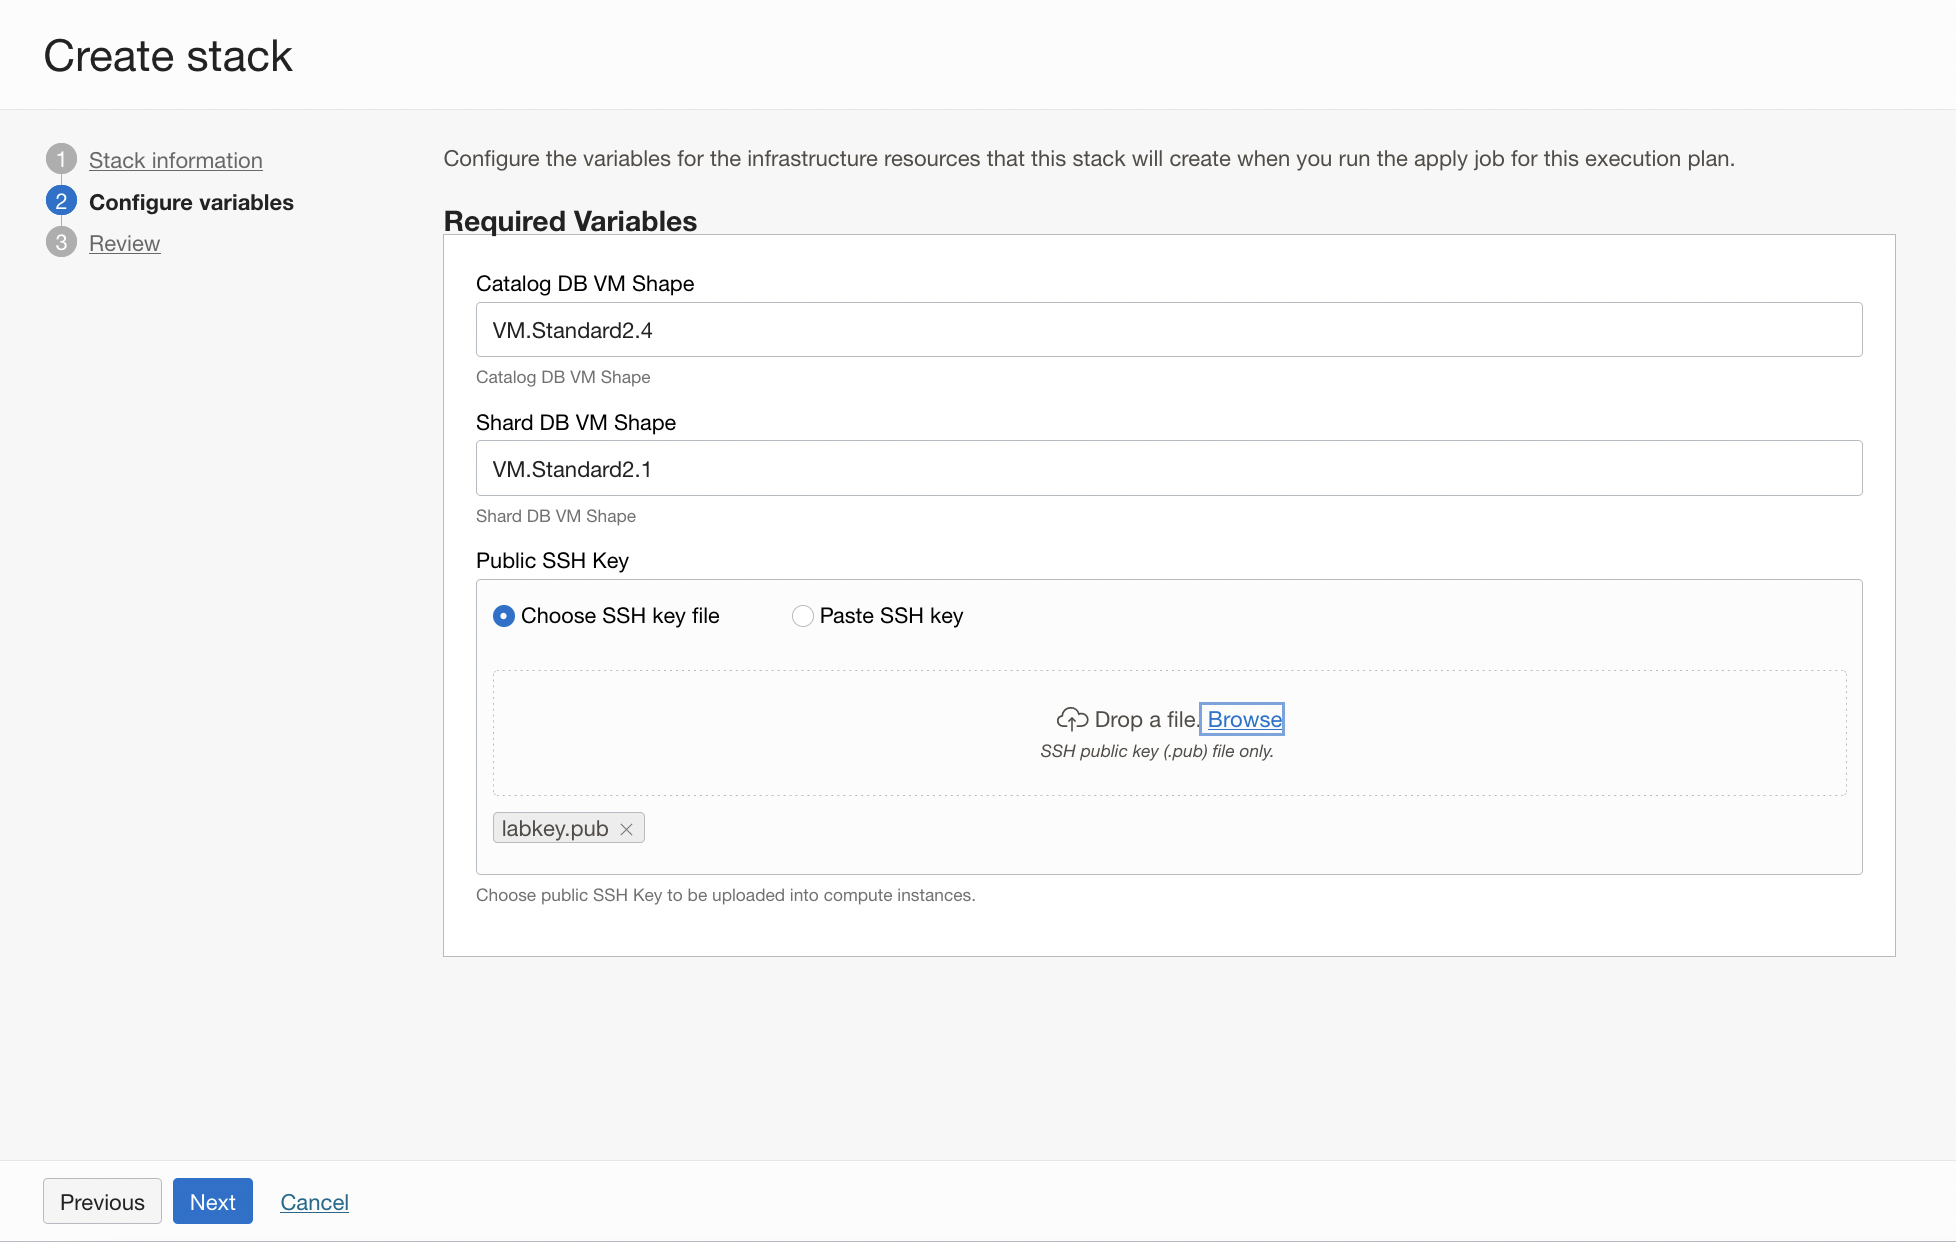 Create stack
1 Stack information
2 Configure variables
3 Review
Configure the variables for the infrastructure resources that this stack will create when you run the apply job for this execution plan.
Required Variables
Catalog DB VM Shape
VM.Standard2.4
Catalog DB VM Shape
Shard DB VM Shape
VM.Standard2.1
Shard DB VM Shape
Public SSH Key
Choose SSH key file Paste SSH key
Drop a file. Browse
SSH public key (.pub) file only.
labkey.pub ×
Choose public SSH Key to be uploaded into compute instances.
Previous Next Cancel